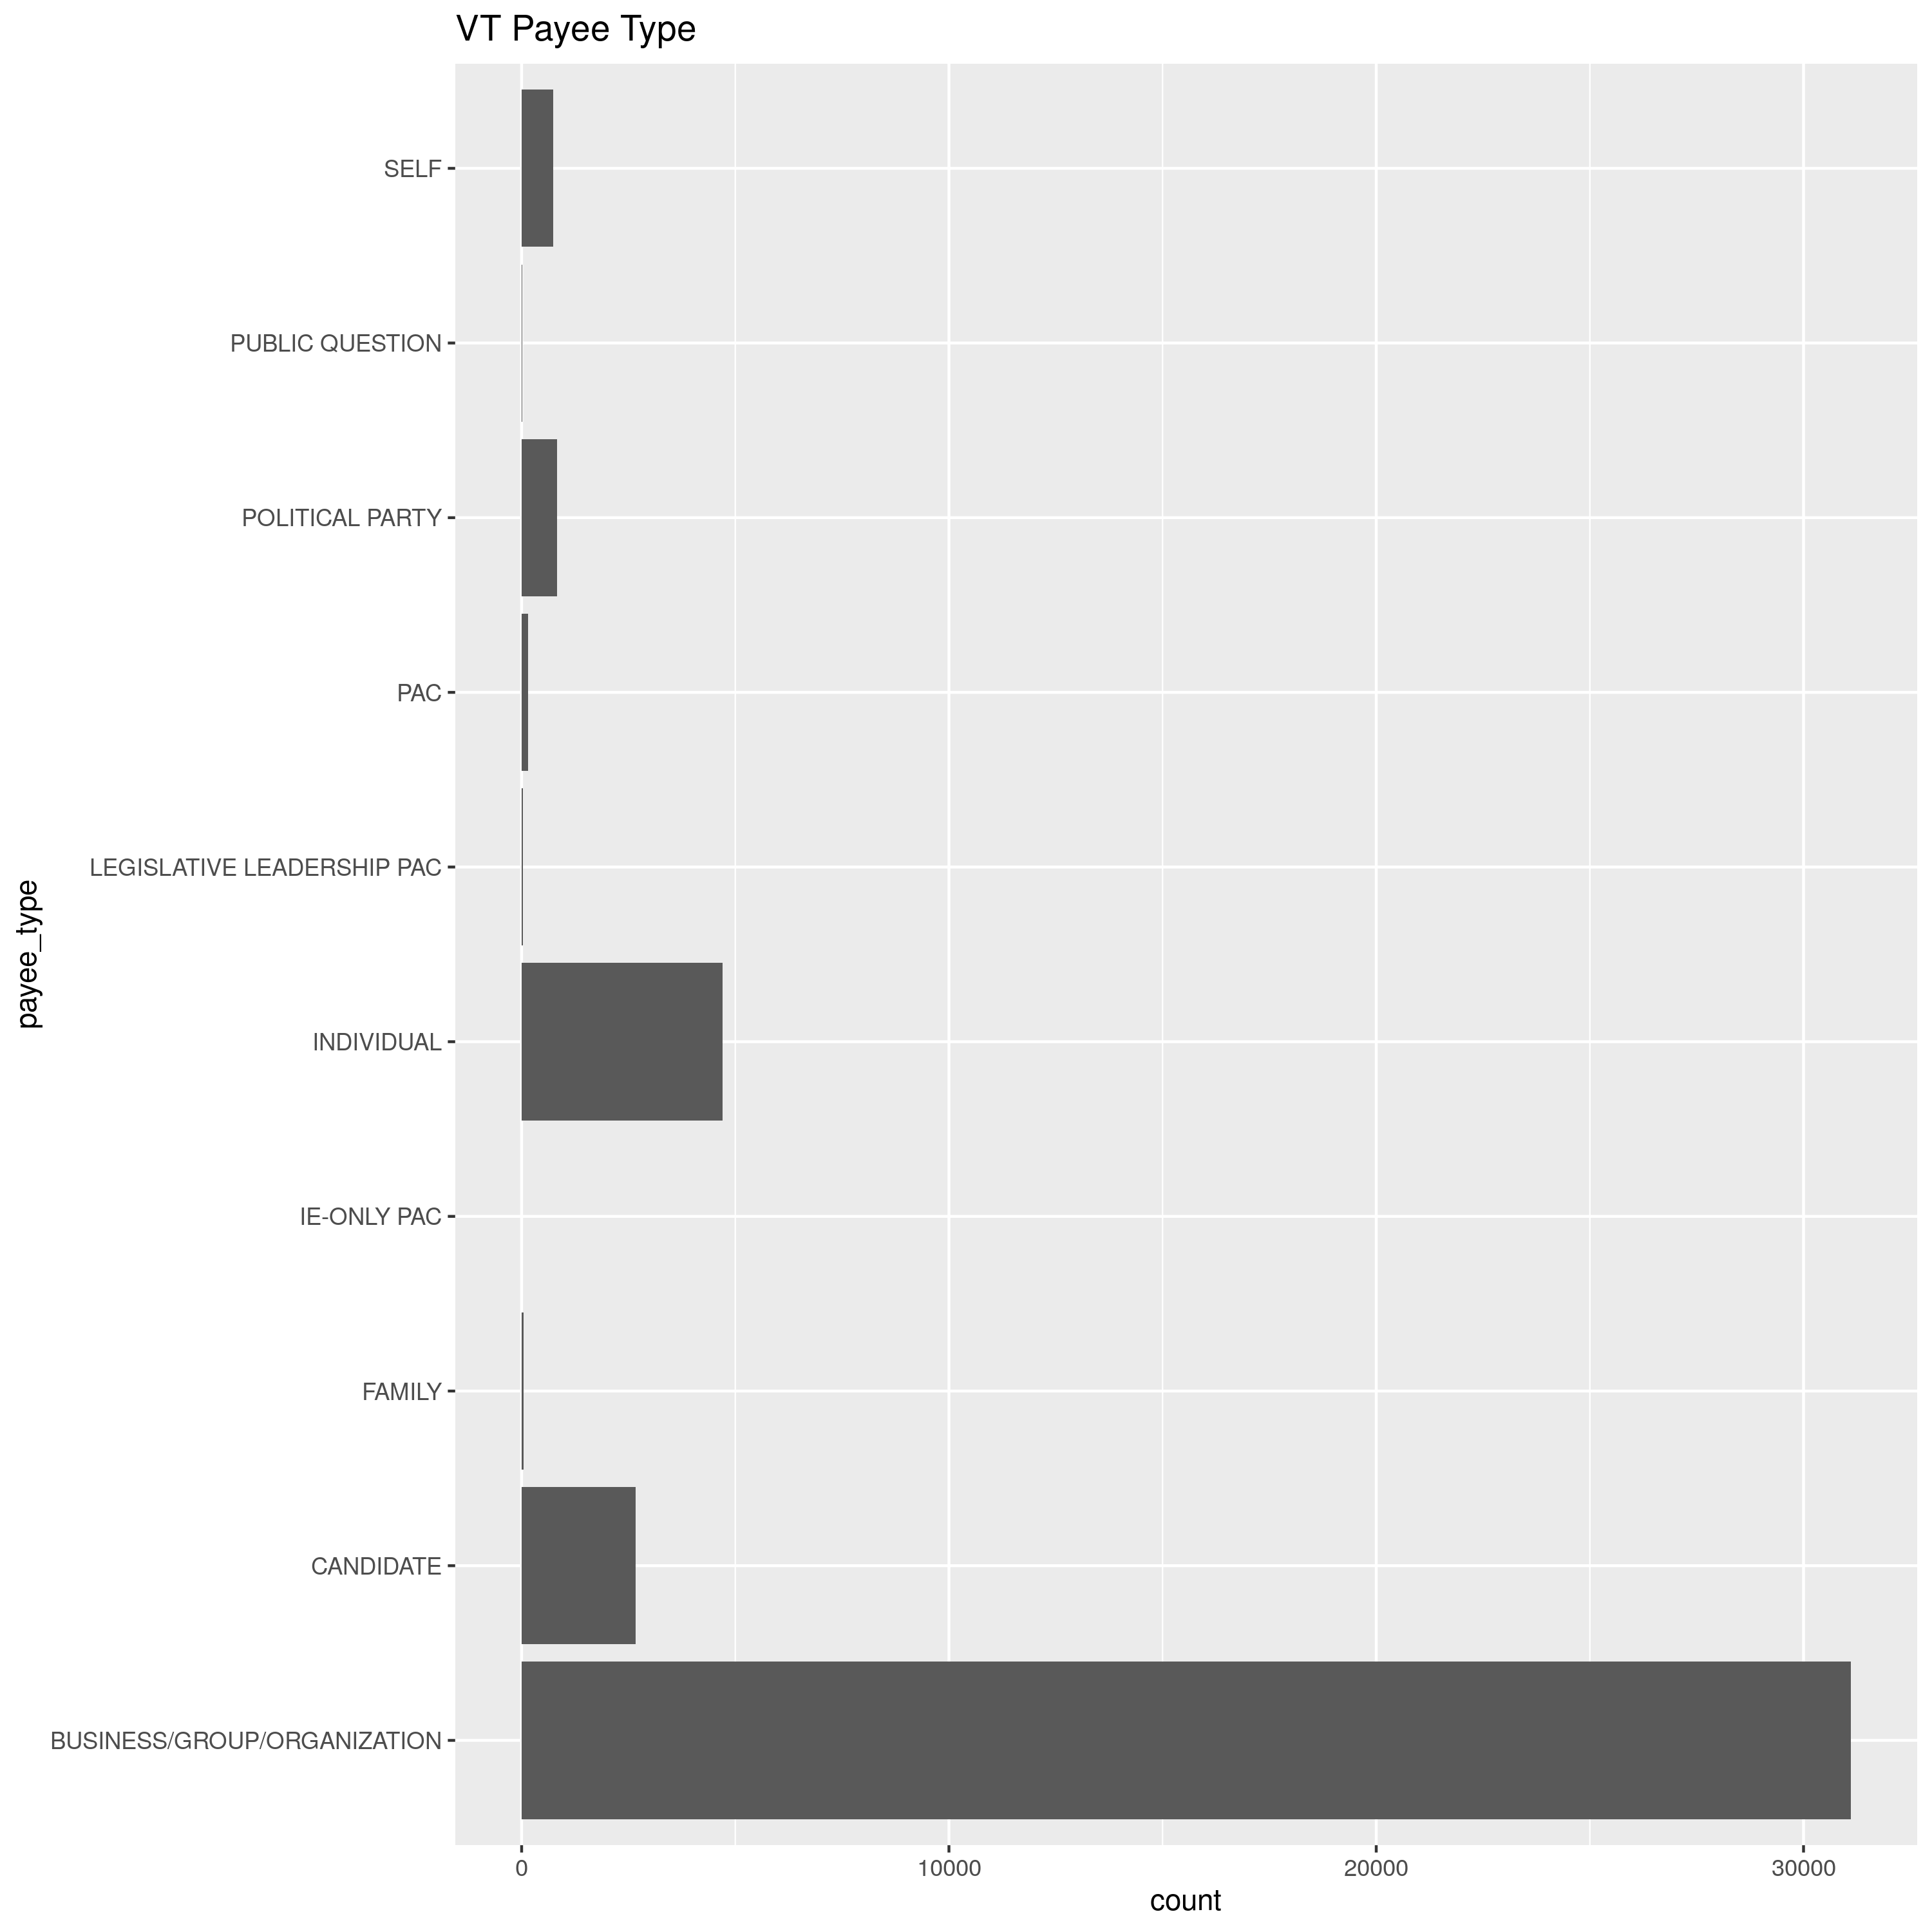 VT Payee Type
payee_type
SELF
PUBLIC QUESTION
POLITICAL PARTY
PAC
LEGISLATIVE LEADERSHIP PAC
INDIVIDUAL
IE-ONLY PAC
FAMILY
CANDIDATE
BUSINESS/GROUP/ORGANIZATION
0 10000 20000 30000
count